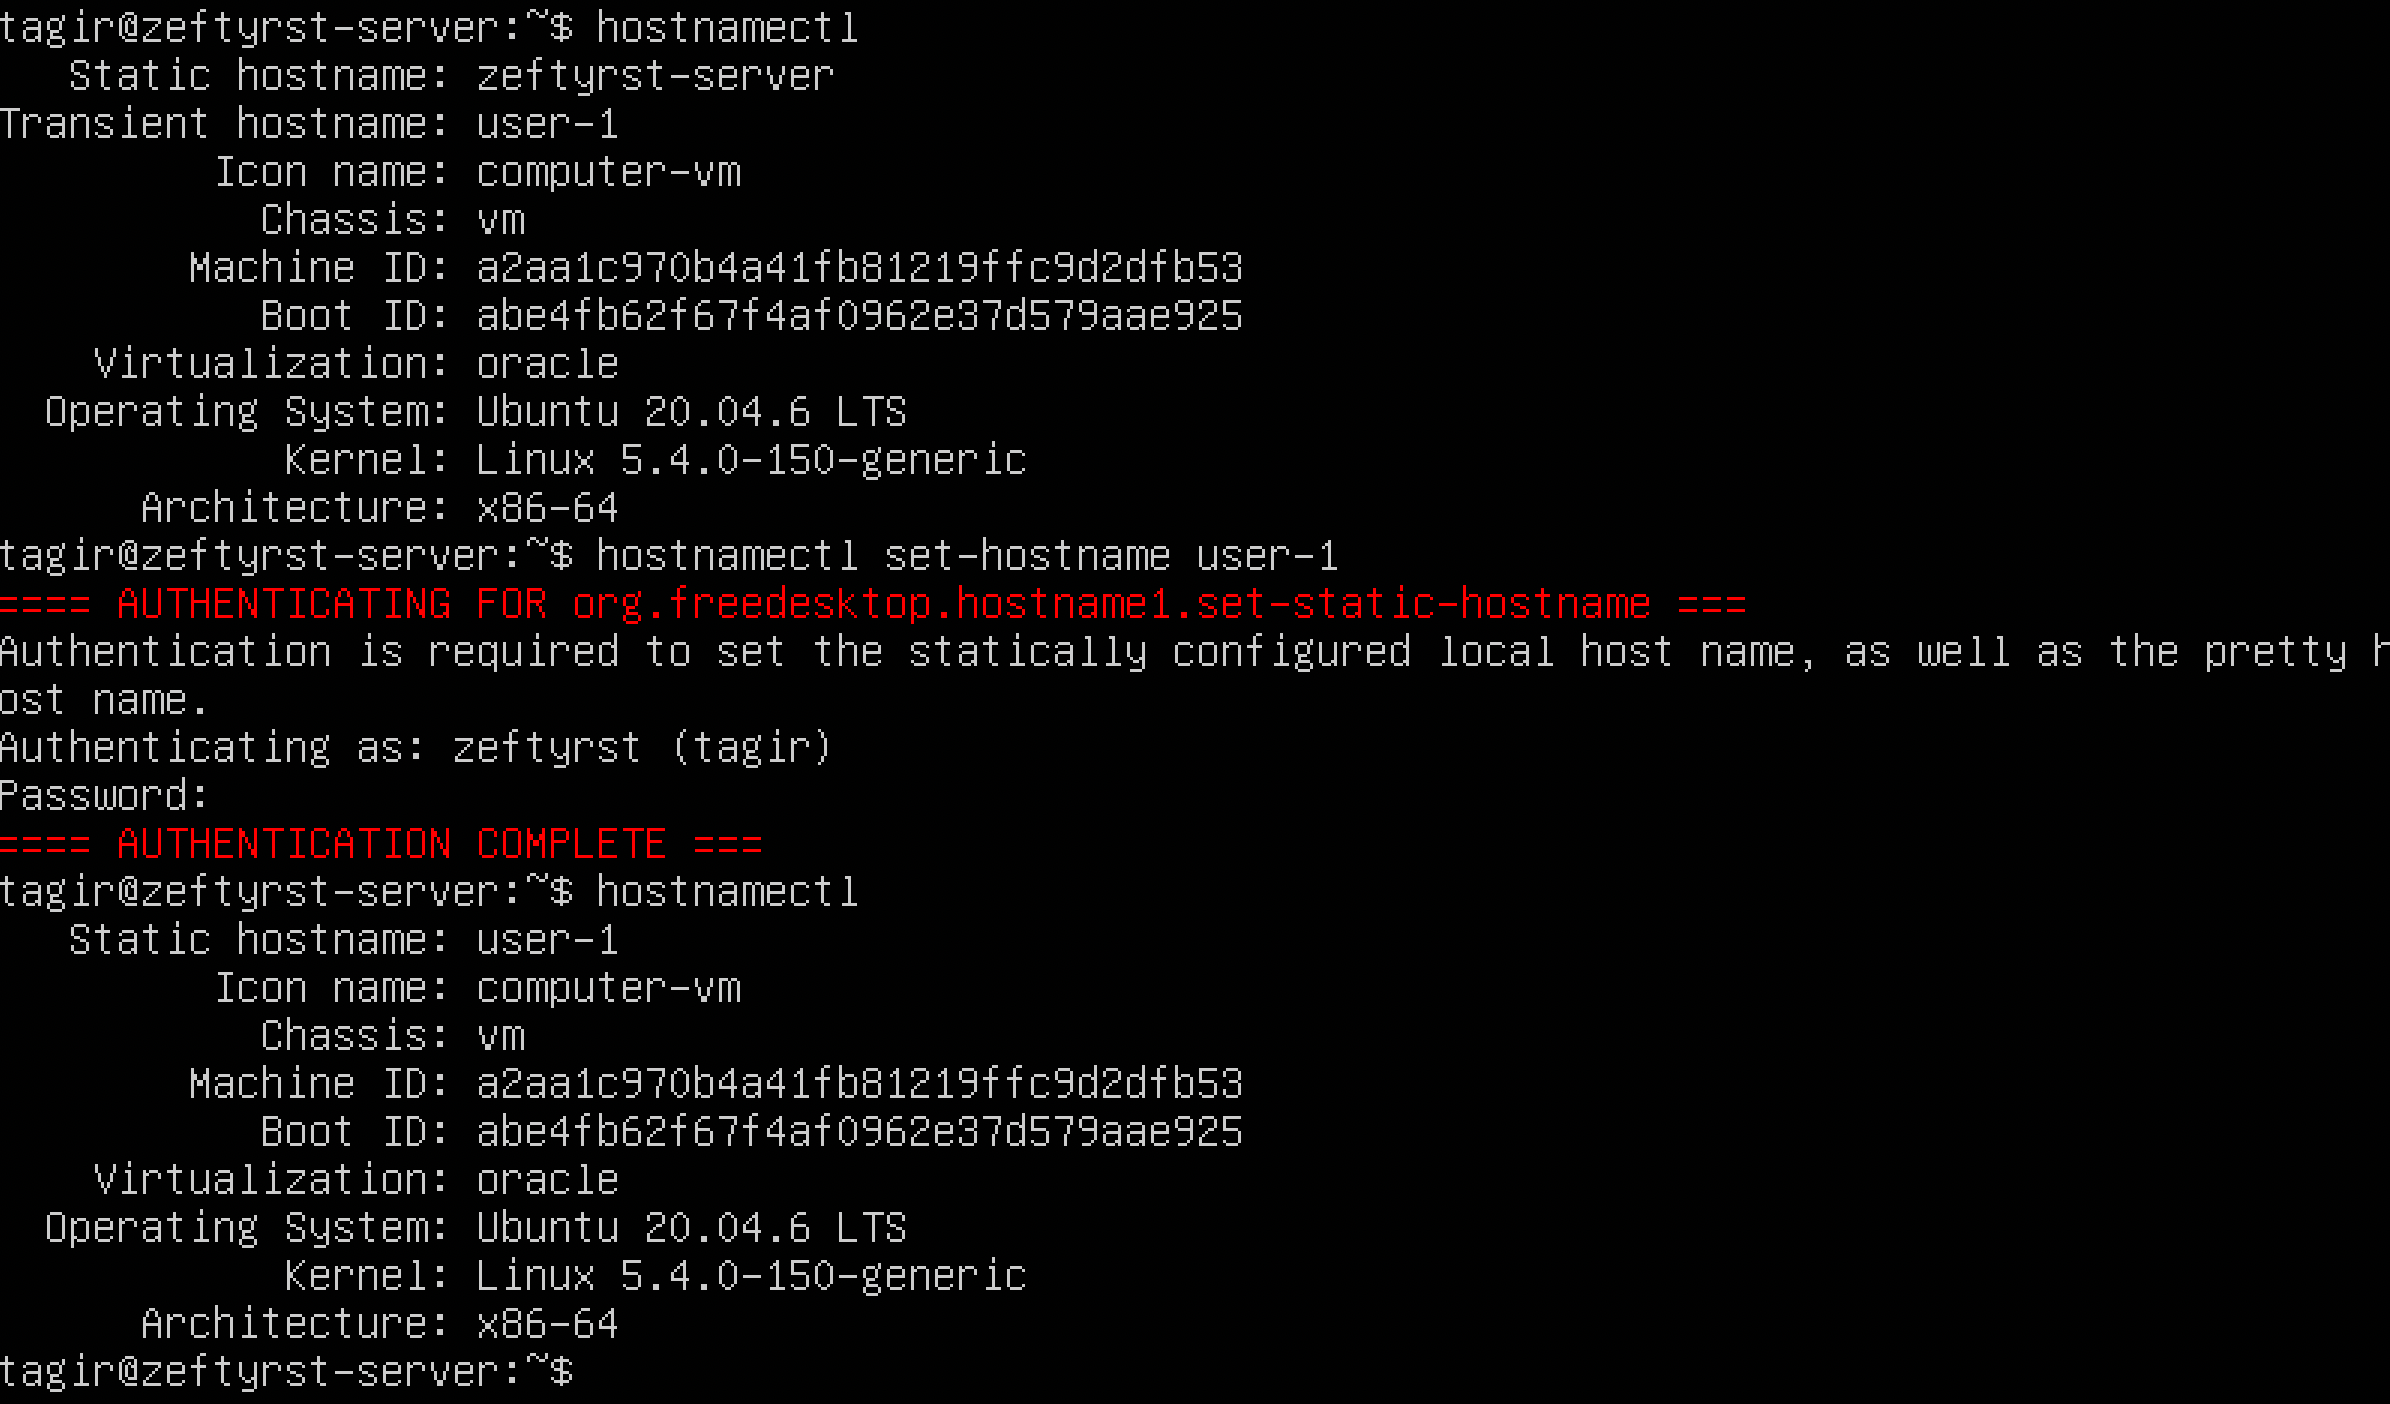 tagir@zeftyrst-server:~$ hostnamectl
   Static hostname: zeftyrst-server
Transient hostname: user-1
         Icon name: computer-vm
           Chassis: vm
        Machine ID: a2aa1c970b4a41fb81219ffc9d2dfb53
           Boot ID: abe4fb62f67f4af0962e37d579aae925
    Virtualization: oracle
  Operating System: Ubuntu 20.04.6 LTS
            Kernel: Linux 5.4.0-150-generic
      Architecture: x86-64
tagir@zeftyrst-server:~$ hostnamectl set-hostname user-1
==== AUTHENTICATING FOR org.freedesktop.hostname1.set-static-hostname ===
Authentication is required to set the statically configured local host name, as well as the pretty h
ost name.
Authenticating as: zeftyrst (tagir)
Password:
==== AUTHENTICATION COMPLETE ===
tagir@zeftyrst-server:~$ hostnamectl
   Static hostname: user-1
         Icon name: computer-vm
           Chassis: vm
        Machine ID: a2aa1c970b4a41fb81219ffc9d2dfb53
           Boot ID: abe4fb62f67f4af0962e37d579aae925
    Virtualization: oracle
  Operating System: Ubuntu 20.04.6 LTS
            Kernel: Linux 5.4.0-150-generic
      Architecture: x86-64
tagir@zeftyrst-server:~$